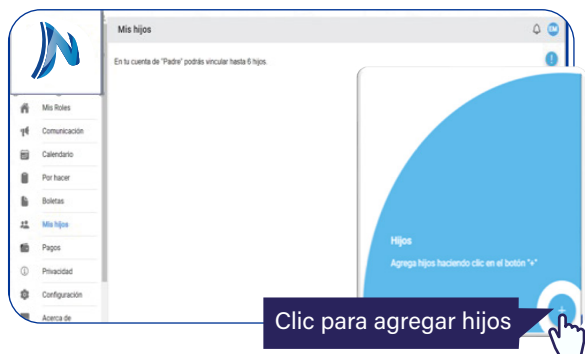 Mis hijos
EM
En tu cuenta de "Padre" podrás vincular hasta 6 hijos.
!
Mis Roles
Comunicación
Calendario
Por hacer
Boletas
Mis hijos
Pagos
Privacidad
Configuración
Acerca de
Hijos
Agrega hijos haciendo clic en el botón "+"
+
Clic para agregar hijos